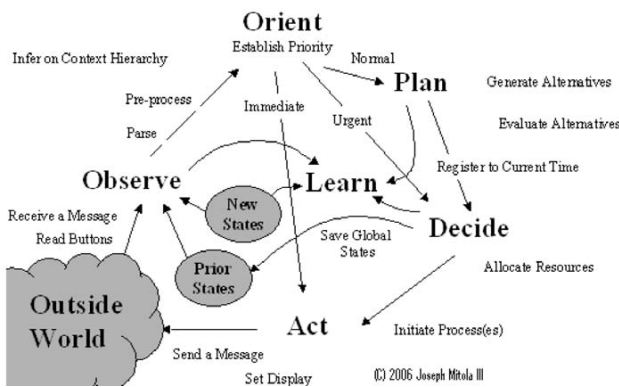 Orient
Establish Priority
Infer on Context Hierarchy
Normal
Plan
Generate Alternatives
Pre-process
Immediate
Evaluate Alternatives
Parse
Urgent
Register to Current Time
Observe
Learn
New
States
Receive a Message
Read Buttons
Decide
Save Global
States
Prior
States
Allocate Resources
Outside
World
Act
Initiate Process(es)
Send a Message
Set Display
(C) 2006 Joseph Mitola III